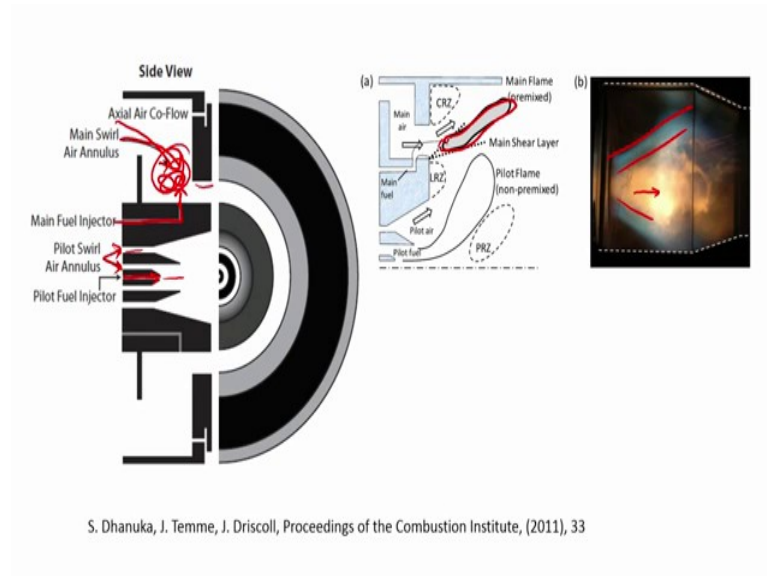 Side View
Axial Air Co-Flow
Main Swirl
Air Annulus
Main Fuel Injector
Pilot Swirl
Air Annulus
Pilot Fuel Injector
(a)
CRZ
Main
air
Main Flame
(premixed)
Main Shear Layer
Main
fuel
LRZ
Pilot Flame
(non-premixed)
Pilot air
Pilot fuel
PRZ
(b)
S. Dhanuka, J. Temme, J. Driscoll, Proceedings of the Combustion Institute, (2011), 33